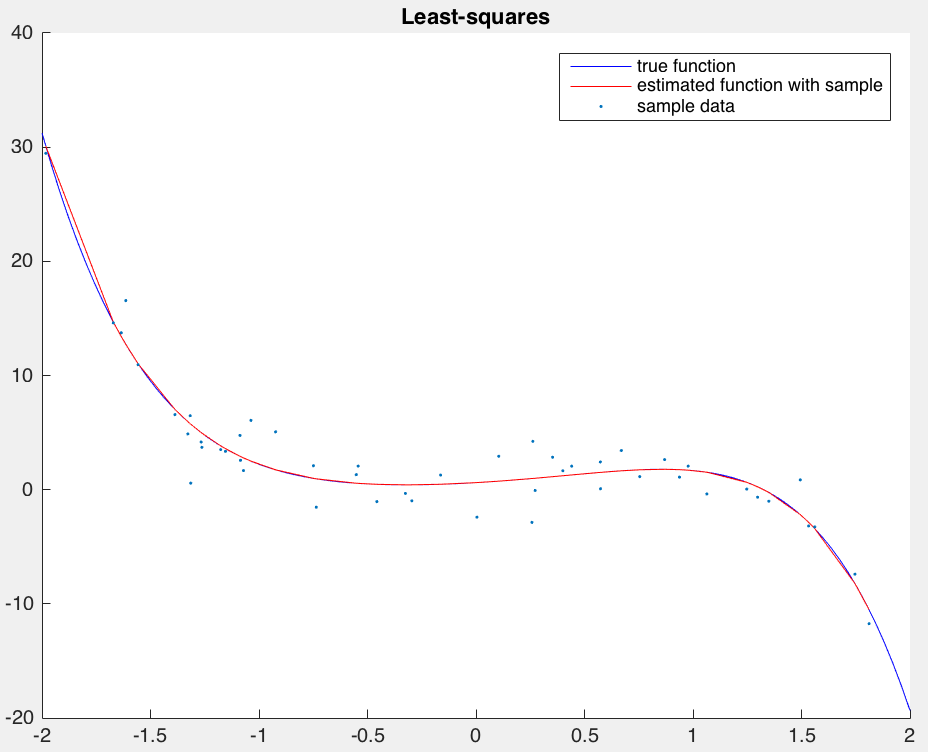 Least-squares
40
true function
estimated function with sample
sample data
30
20
10
0
-10
-20
-2 -1.5 -1 -0.5 0 0.5 1 1.5 2